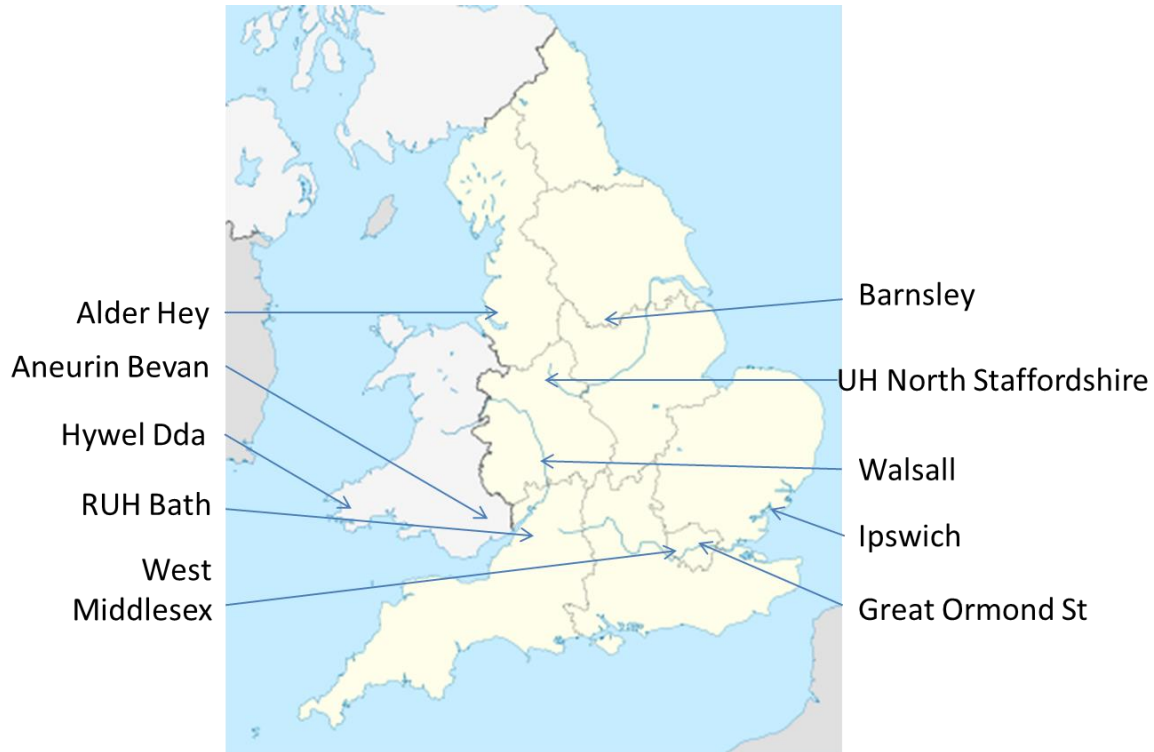 Alder Hey
Aneurin Bevan
Hywel Dda
RUH Bath
West
Middlesex
Barnsley
UH North Staffordshire
Walsall
Ipswich
Great Ormond St